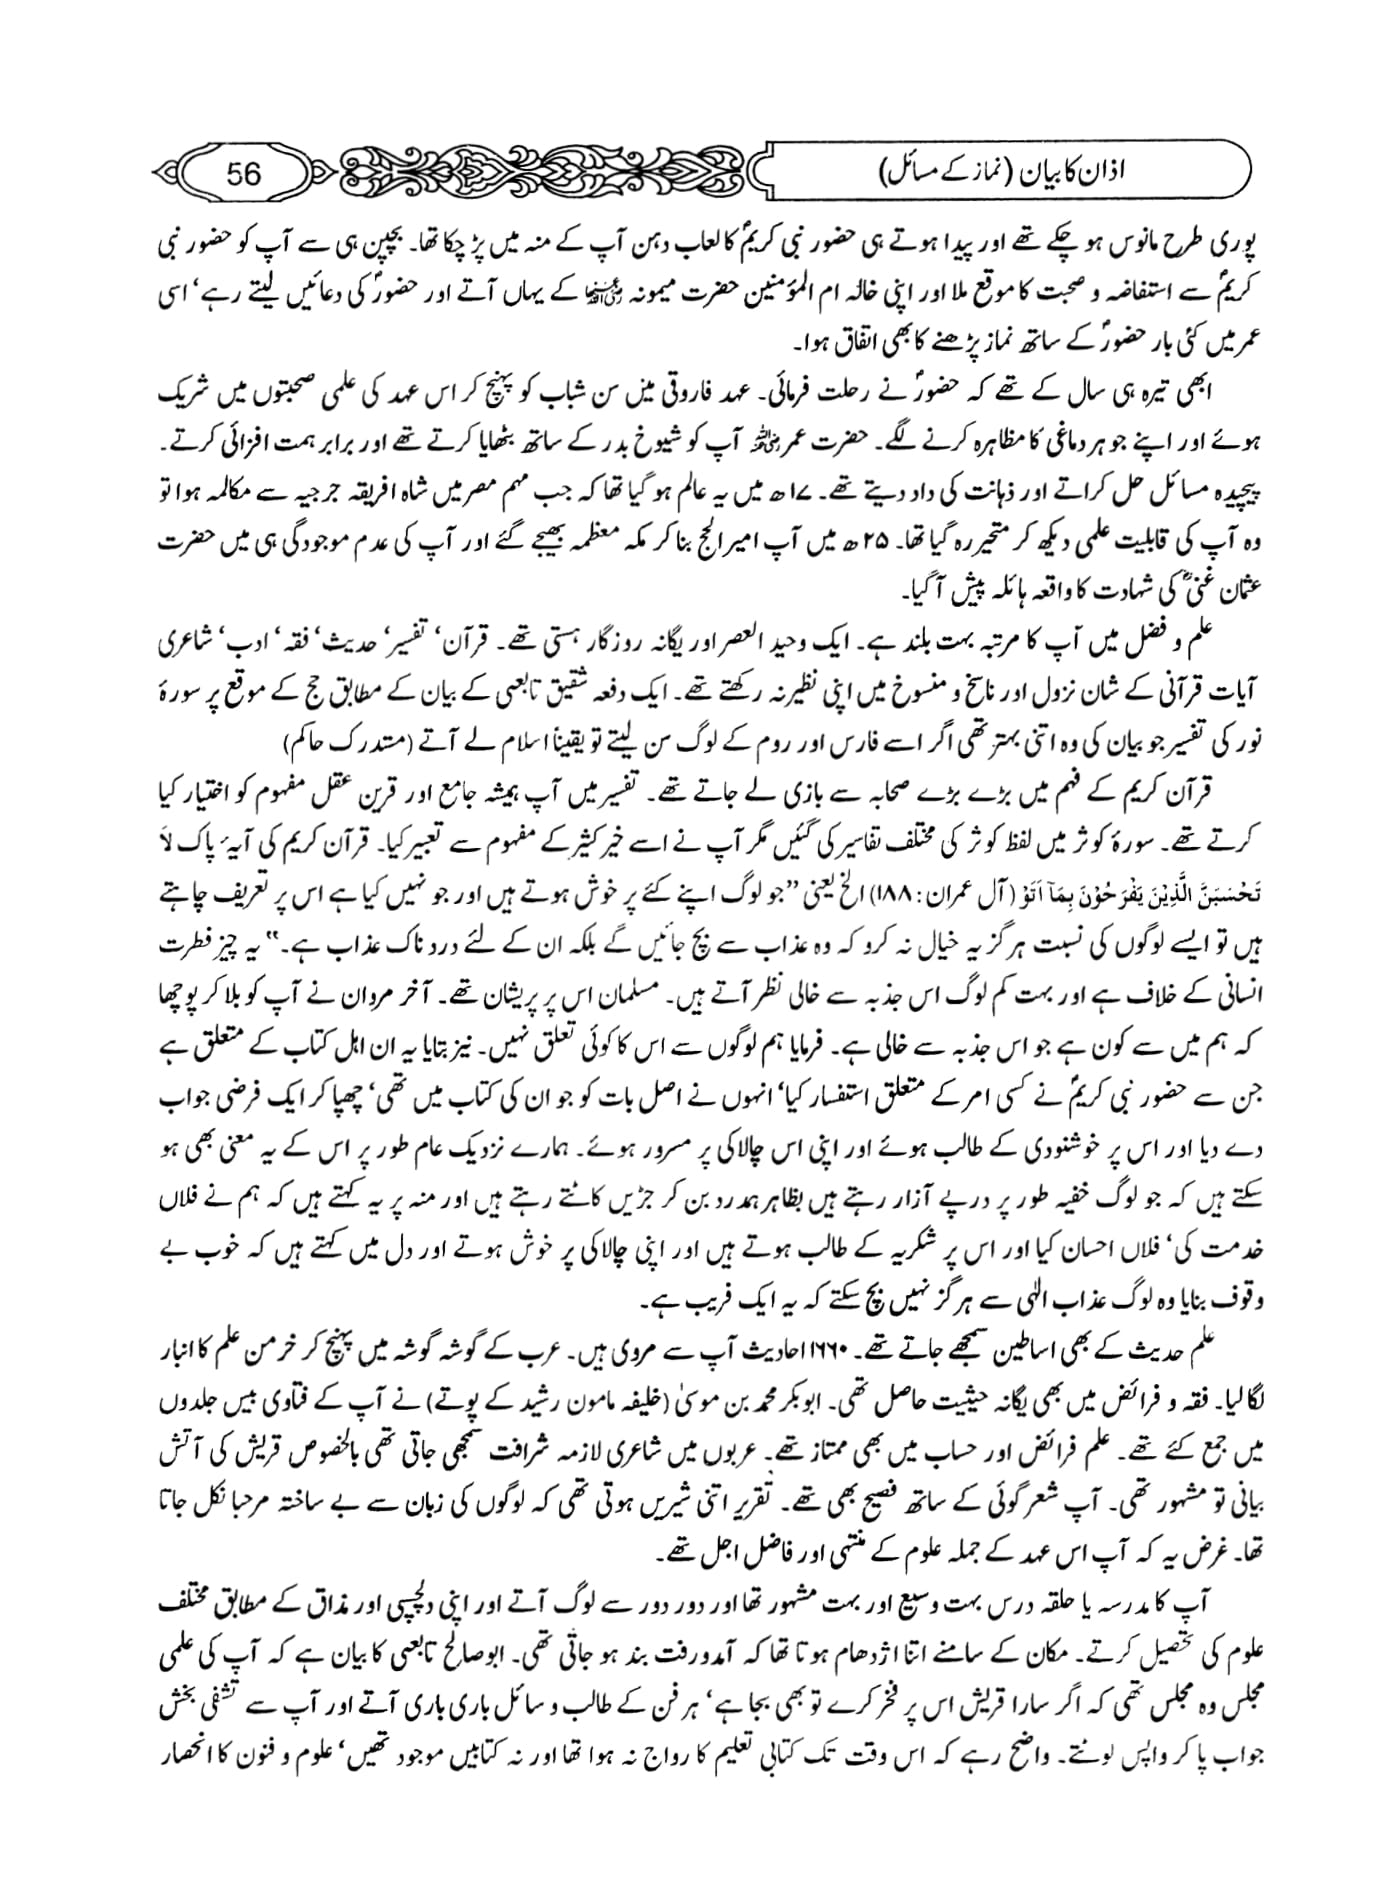 اذان کا بیان (نماز کے مسائل)
56
پوری طرح مانوس ہو چکے تھے اور پیدا ہوتے ہی حضور نبی کریمؐ کا لعاب دہن آپ کے منہ میں پڑ چکا تھا۔ بچپن ہی سے آپ کو حضور نبی
کریمؐ سے استفاضہ و صحبت کا موقع ملا اور اپنی خالہ ام المؤمنین حضرت میمونہ رضی اللہ عنہا کے یہاں آتے اور حضورؐ کی دعائیں لیتے رہے‘ اسی
عمر میں کئی بار حضورؐ کے ساتھ نماز پڑھنے کا بھی اتفاق ہوا۔
ابھی تیرہ ہی سال کے تھے کہ حضورؐ نے رحلت فرمائی۔ عہد فاروقی میں سن شباب کو پہنچ کر اس عہد کی علمی صحبتوں میں شریک
ہوئے اور اپنے جوہر دماغی کا مظاہرہ کرنے لگے۔ حضرت عمر رضی اللہ عنہ آپ کو شیوخ بدر کے ساتھ بٹھایا کرتے تھے اور برابر ہمت افزائی کرتے۔
پیچیدہ مسائل حل کراتے اور ذہانت کی داد دیتے تھے۔ ۱۷ھ میں یہ عالم ہو گیا تھا کہ جب مہم مصر میں شاہ افریقہ جرجیہ سے مکالمہ ہوا تو
وہ آپ کی قابلیت علمی دیکھ کر متحیر رہ گیا تھا۔ ۲۵ھ میں آپ امیر الحج بنا کر مکہ معظمہ بھیجے گئے اور آپ کی عدم موجودگی ہی میں حضرت
عثمان غنیؓ کی شہادت کا واقعہ ہائلہ پیش آ گیا۔
علم و فضل میں آپ کا مرتبہ بہت بلند ہے۔ ایک وحید العصر اور یگانہ روزگار ہستی تھے۔ قرآن‘ تفسیر‘ حدیث‘ فقہ‘ ادب‘ شاعری
آیات قرآنی کے شان نزول اور ناسخ و منسوخ میں اپنی نظیر نہ رکھتے تھے۔ ایک دفعہ شقیق تابعی کے بیان کے مطابق حج کے موقع پر سورۂ
نور کی تفسیر جو بیان کی وہ اتنی بہتر تھی اگر اسے فارس اور روم کے لوگ سن لیتے تو یقیناً اسلام لے آتے (مستدرک حاکم)
قرآن کریم کے فہم میں بڑے بڑے صحابہ سے بازی لے جاتے تھے۔ تفسیر میں آپ ہمیشہ جامع اور قرین عقل مفہوم کو اختیار کیا
کرتے تھے۔ سورۂ کوثر میں لفظ کوثر کی مختلف تفاسیر کی گئیں مگر آپ نے اسے خیر کثیر کے مفہوم سے تعبیر کیا۔ قرآن کریم کی آیۂ پاک لاَ
تَحْسَبَنَّ الَّذِیْنَ یَفْرَحُوْنَ بِمَآ اَتَوْ (آل عمران : ۱۸۸) الخ یعنی ”جو لوگ اپنے کئے پر خوش ہوتے ہیں اور جو نہیں کیا ہے اس پر تعریف چاہتے
ہیں تو ایسے لوگوں کی نسبت ہرگز یہ خیال نہ کرو کہ وہ عذاب سے بچ جائیں گے بلکہ ان کے لئے دردناک عذاب ہے۔“ یہ چیز فطرت
انسانی کے خلاف ہے اور بہت کم لوگ اس جذبہ سے خالی نظر آتے ہیں۔ مسلمان اس پر پریشان تھے۔ آخر مروان نے آپ کو بلا کر پوچھا
کہ ہم میں سے کون ہے جو اس جذبہ سے خالی ہے۔ فرمایا ہم لوگوں سے اس کا کوئی تعلق نہیں۔ نیز بتایا یہ ان اہل کتاب کے متعلق ہے
جن سے حضور نبی کریمؐ نے کسی امر کے متعلق استفسار کیا‘ انہوں نے اصل بات کو جو ان کی کتاب میں تھی‘ چھپا کر ایک فرضی جواب
دے دیا اور اس پر خوشنودی کے طالب ہوئے اور اپنی اس چالاکی پر مسرور ہوئے۔ ہمارے نزدیک عام طور پر اس کے یہ معنی بھی ہو
سکتے ہیں کہ جو لوگ خفیہ طور پر درپے آزار رہتے ہیں بظاہر ہمدرد بن کر جڑیں کاٹتے رہتے ہیں اور منہ پر یہ کہتے ہیں کہ ہم نے فلاں
خدمت کی‘ فلاں احسان کیا اور اس پر شکریہ کے طالب ہوتے ہیں اور اپنی چالاکی پر خوش ہوتے اور دل میں کہتے ہیں کہ خوب بے
وقوف بنایا وہ لوگ عذاب الٰہی سے ہرگز نہیں بچ سکتے کہ یہ ایک فریب ہے۔
علم حدیث کے بھی اساطین سمجھے جاتے تھے۔ ۱۶۶۰ احادیث آپ سے مروی ہیں۔ عرب کے گوشہ گوشہ میں پہنچ کر خرمن علم کا انبار
لگا لیا۔ فقہ و فرائض میں بھی یگانہ حیثیت حاصل تھی۔ ابوبکر محمد بن موسیٰ (خلیفہ مامون رشید کے پوتے) نے آپ کے فتاوی بیس جلدوں
میں جمع کئے تھے۔ علم فرائض اور حساب میں بھی ممتاز تھے۔ عربوں میں شاعری لازمہ شرافت سمجھی جاتی تھی بالخصوص قریش کی آتش
بیانی تو مشہور تھی۔ آپ شعر گوئی کے ساتھ فصیح بھی تھے۔ تقریر اتنی شیریں ہوتی تھی کہ لوگوں کی زبان سے بے ساختہ مرحبا نکل جاتا
تھا۔ غرض یہ کہ آپ اس عہد کے جملہ علوم کے منتہی اور فاضل اجل تھے۔
آپ کا مدرسہ یا حلقہ درس بہت وسیع اور بہت مشہور تھا اور دور دور سے لوگ آتے اور اپنی دلچسپی اور مذاق کے مطابق مختلف
علوم کی تحصیل کرتے۔ مکان کے سامنے اتنا اژدھام ہوتا تھا کہ آمدورفت بند ہو جاتی تھی۔ ابوصالح تابعی کا بیان ہے کہ آپ کی علمی
مجلس وہ مجلس تھی کہ اگر سارا قریش اس پر فخر کرے تو بھی بجا ہے‘ ہر فن کے طالب و سائل باری باری آتے اور آپ سے تشفی بخش
جواب پا کر واپس لوٹتے۔ واضح رہے کہ اس وقت تک کتابی تعلیم کا رواج نہ ہوا تھا اور نہ کتابیں موجود تھیں‘ علوم و فنون کا انحصار